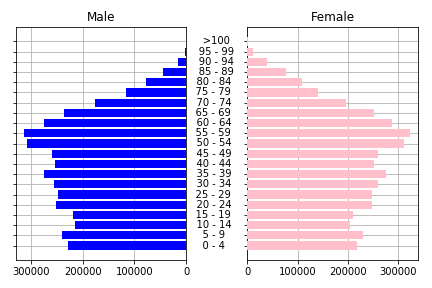 Male
Female
>100
95 - 99
90 - 94
85 - 89
80 - 84
75 - 79
70 - 74
65 - 69
60 - 64
55 - 59
50 - 54
45 - 49
40 - 44
35 - 39
30 - 34
25 - 29
20 - 24
15 - 19
10 - 14
5 - 9
0 - 4
300000 200000 100000 0
0 100000 200000 300000